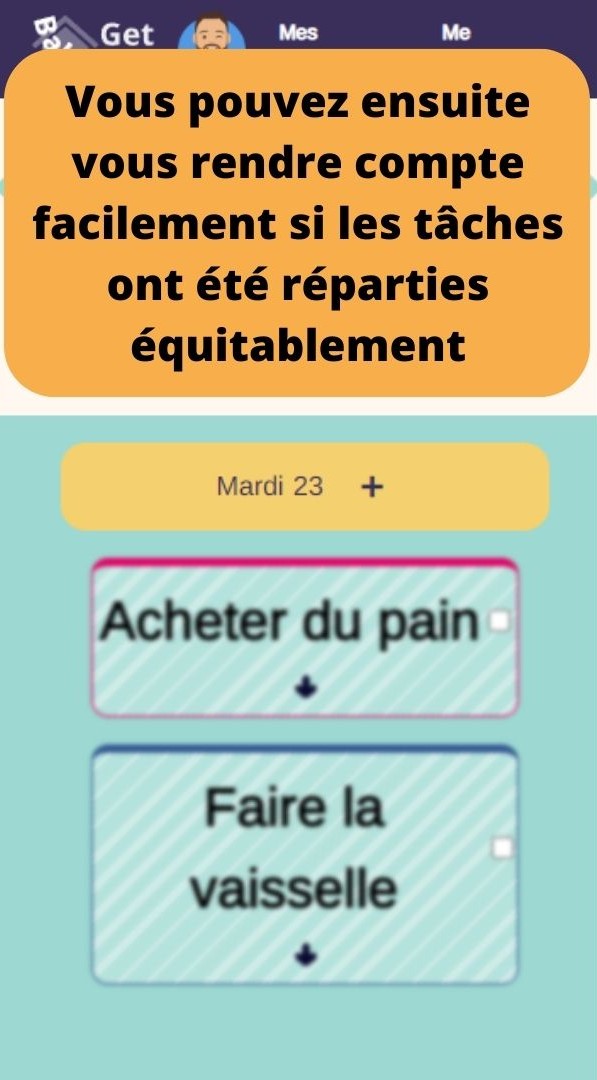 Ba
Get
Mes
Me
Vous pouvez ensuite
vous rendre compte
facilement si les tâches
ont été réparties
équitablement
Mardi 23 +
Acheter du pain
Faire la
vaisselle